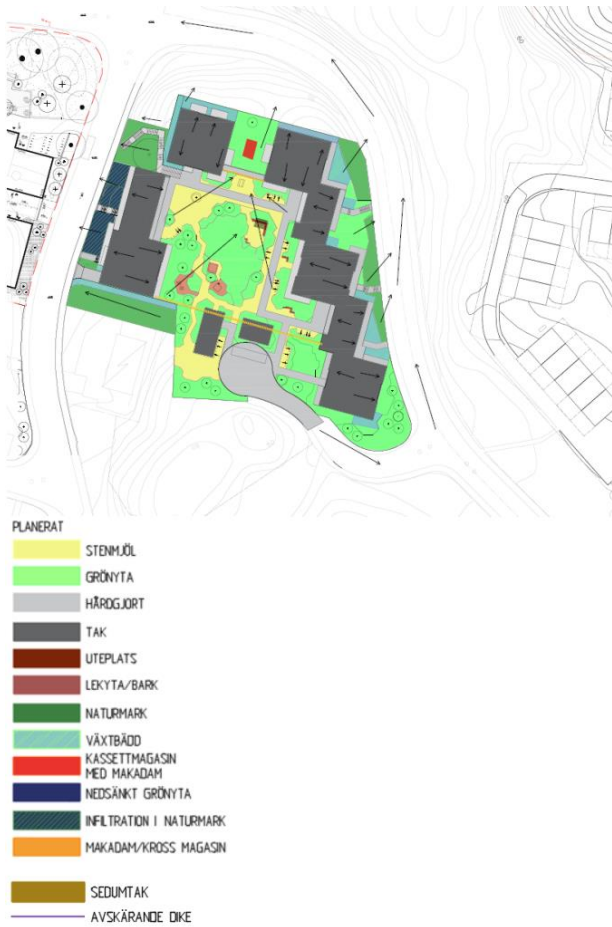 PLANERAT
STENMJÖL
GRÖNYTA
HÅRDGJORT
TAK
UTEPLATS
LEKYTA/BARK
NATURMARK
VÄXTBÄDD
KASSETTMAGASIN
MED MAKADAM
NEDSÄNKT GRÖNYTA
INFILTRATION I NATURMARK
MAKADAM/KROSS MAGASIN
SEDUMTAK
AVSKÄRANDE DIKE